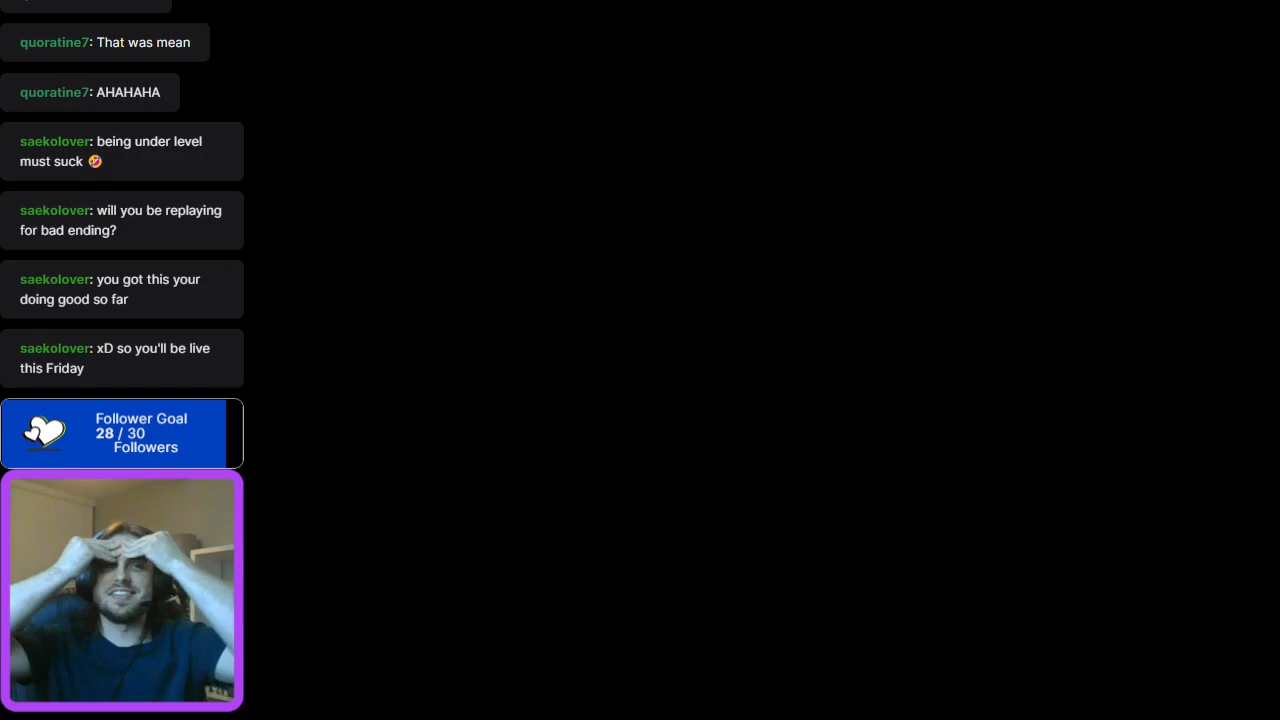 quoratine7: That was mean
quoratine7: AHAHAHA
saekolover: being under level
must suck 🤣
saekolover: will you be replaying
for bad ending?
saekolover: you got this your
doing good so far
saekolover: xD so you'll be live
this Friday
Follower Goal
28 / 30
Followers